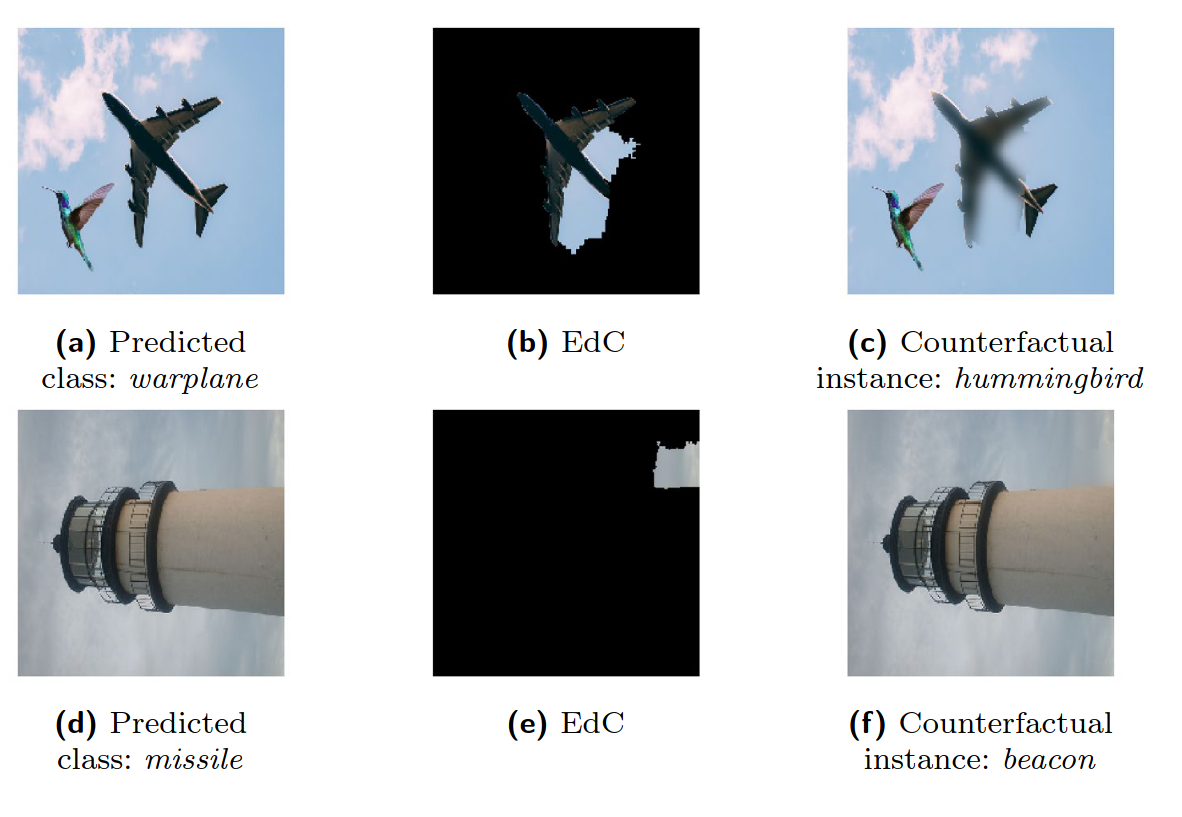 (a) Predicted
class: warplane
(b) EdC
(c) Counterfactual
instance: hummingbird
(d) Predicted
class: missile
(e) EdC
(f) Counterfactual
instance: beacon